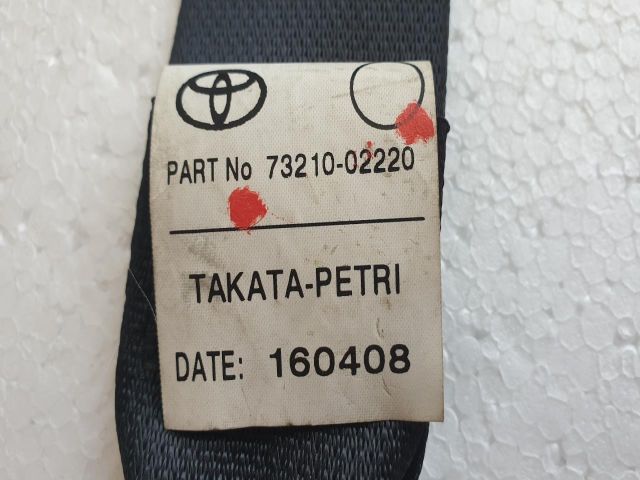 PART No 73210-02220
TAKATA-PETRI
DATE: 160408